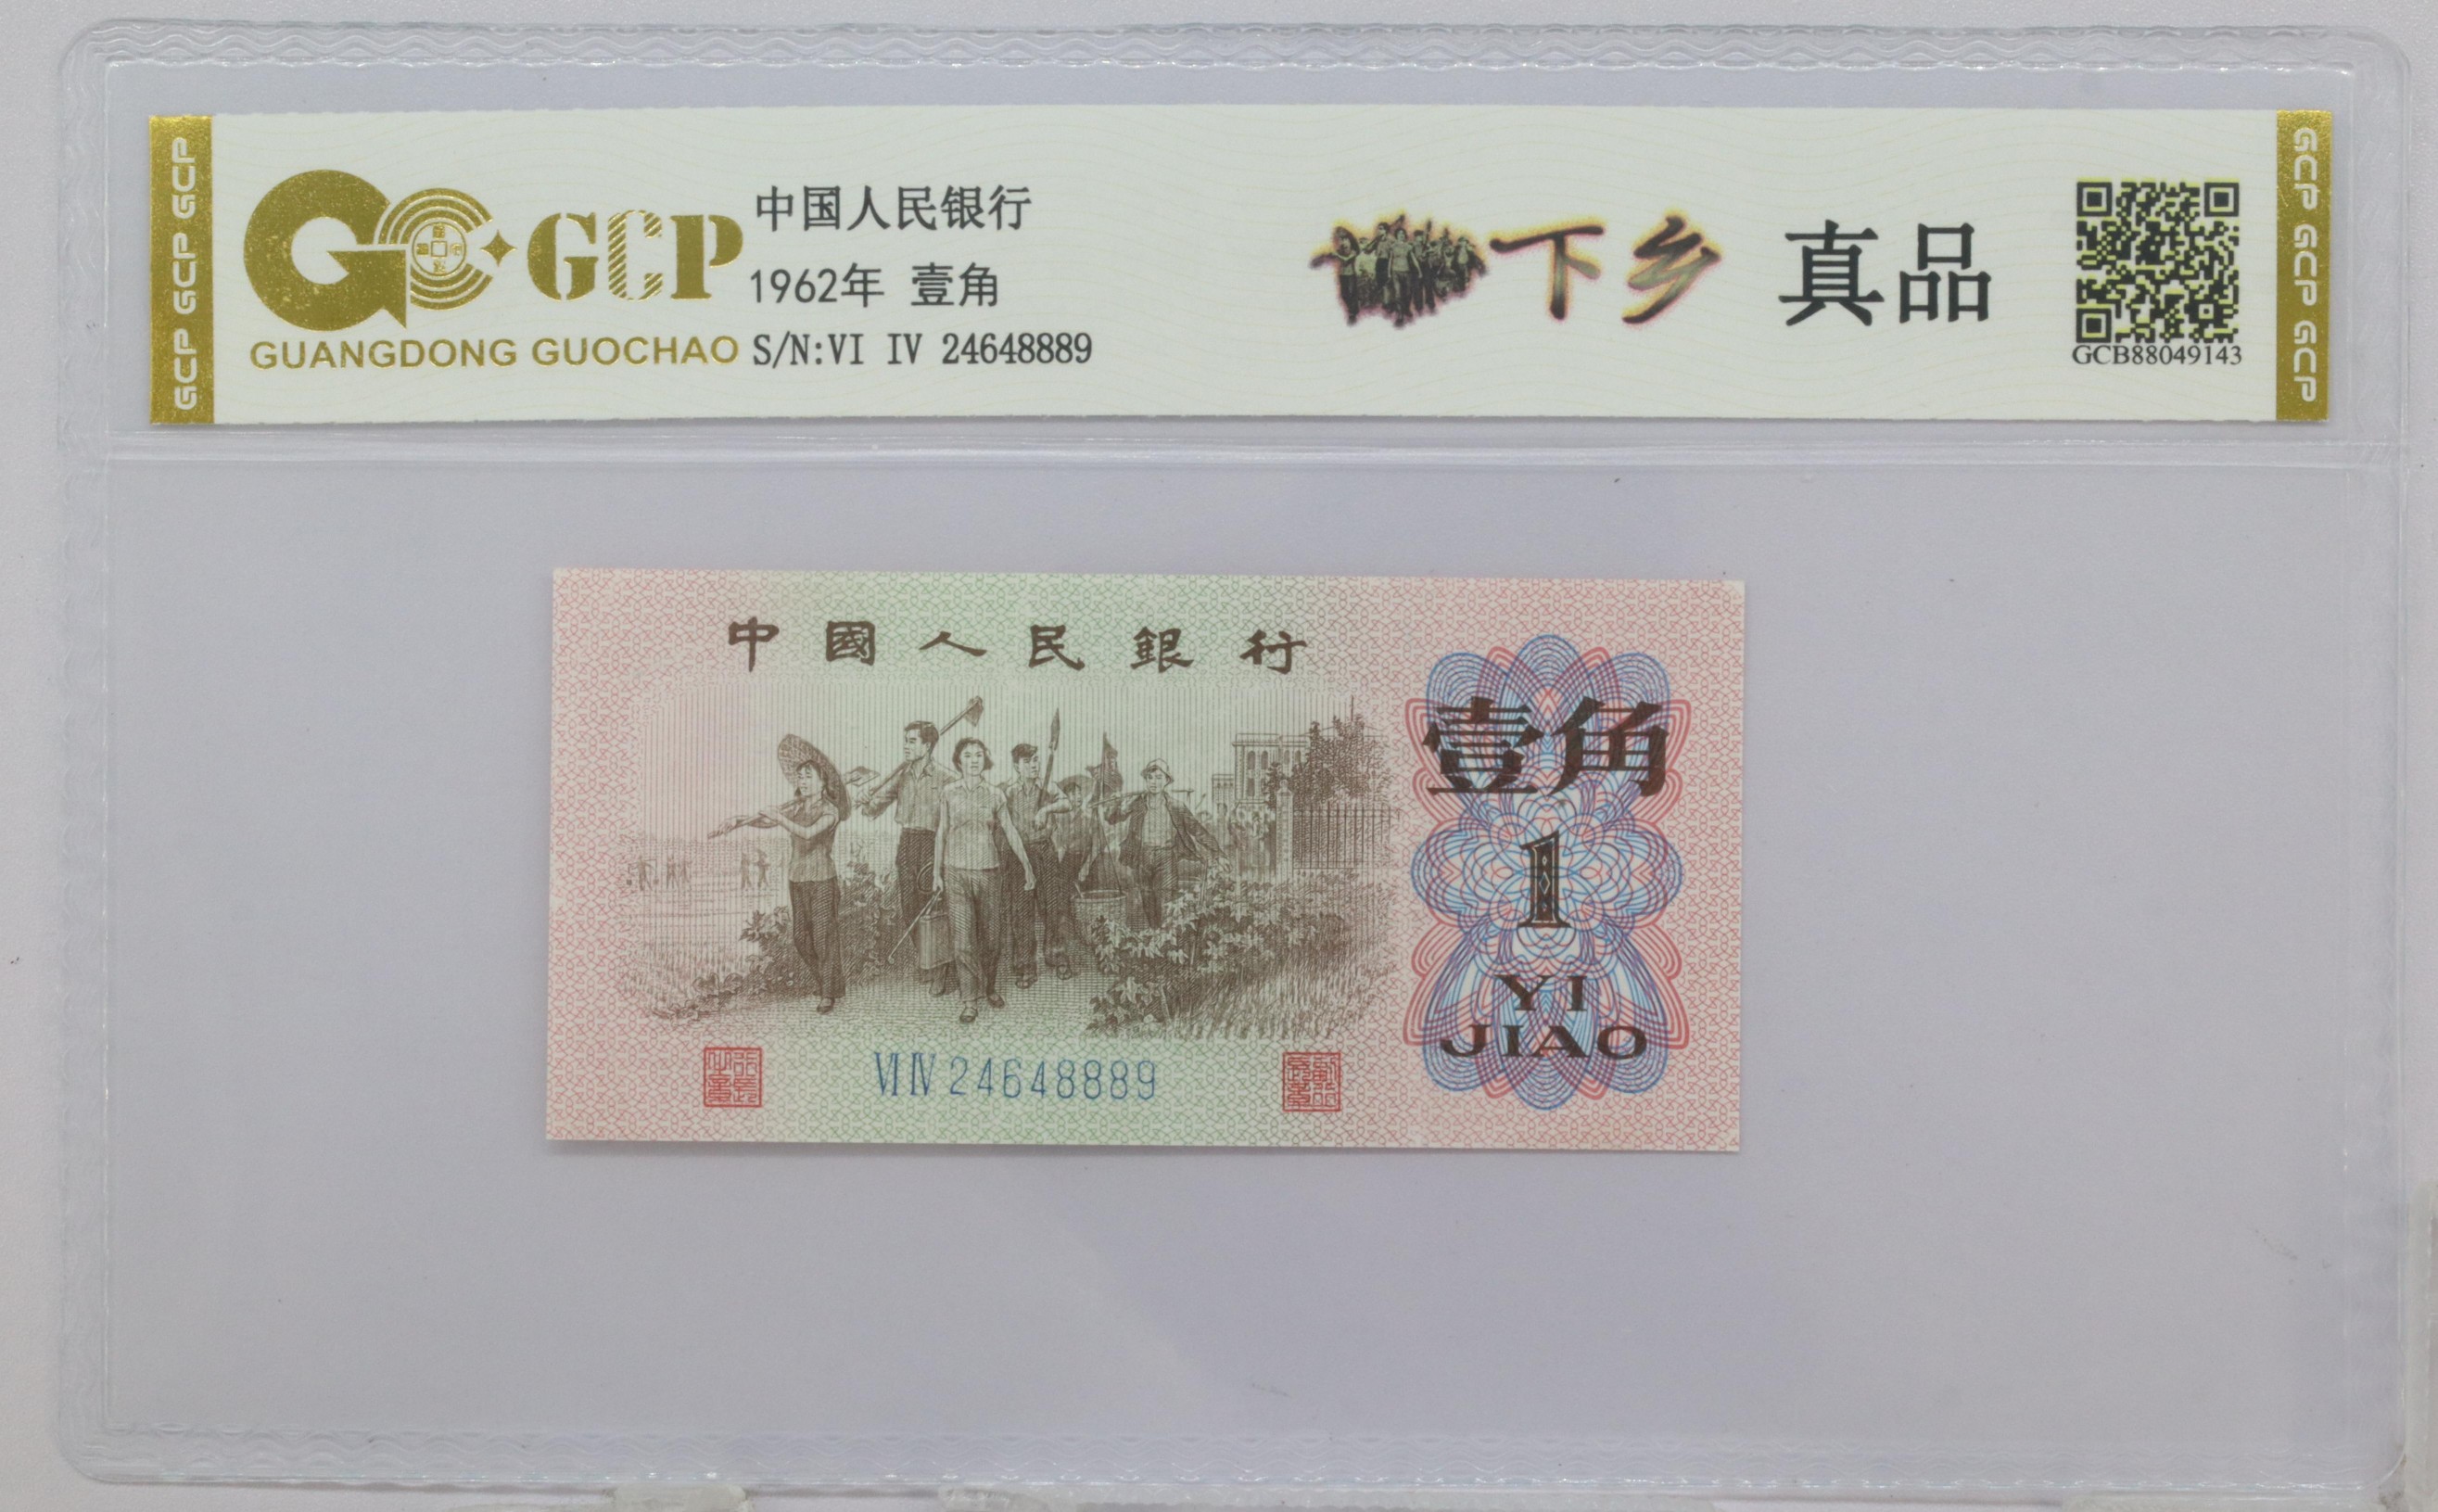 GCP GCP GCP
GCP
GUANGDONG GUOCHAO
中国人民银行
1962年 壹角
S/N:VI IV 24648889
下乡 真品
GCB88049143
GCP GCP GCP
中國人民銀行
壹角
1
YI
JIAO
VI IV 24648889